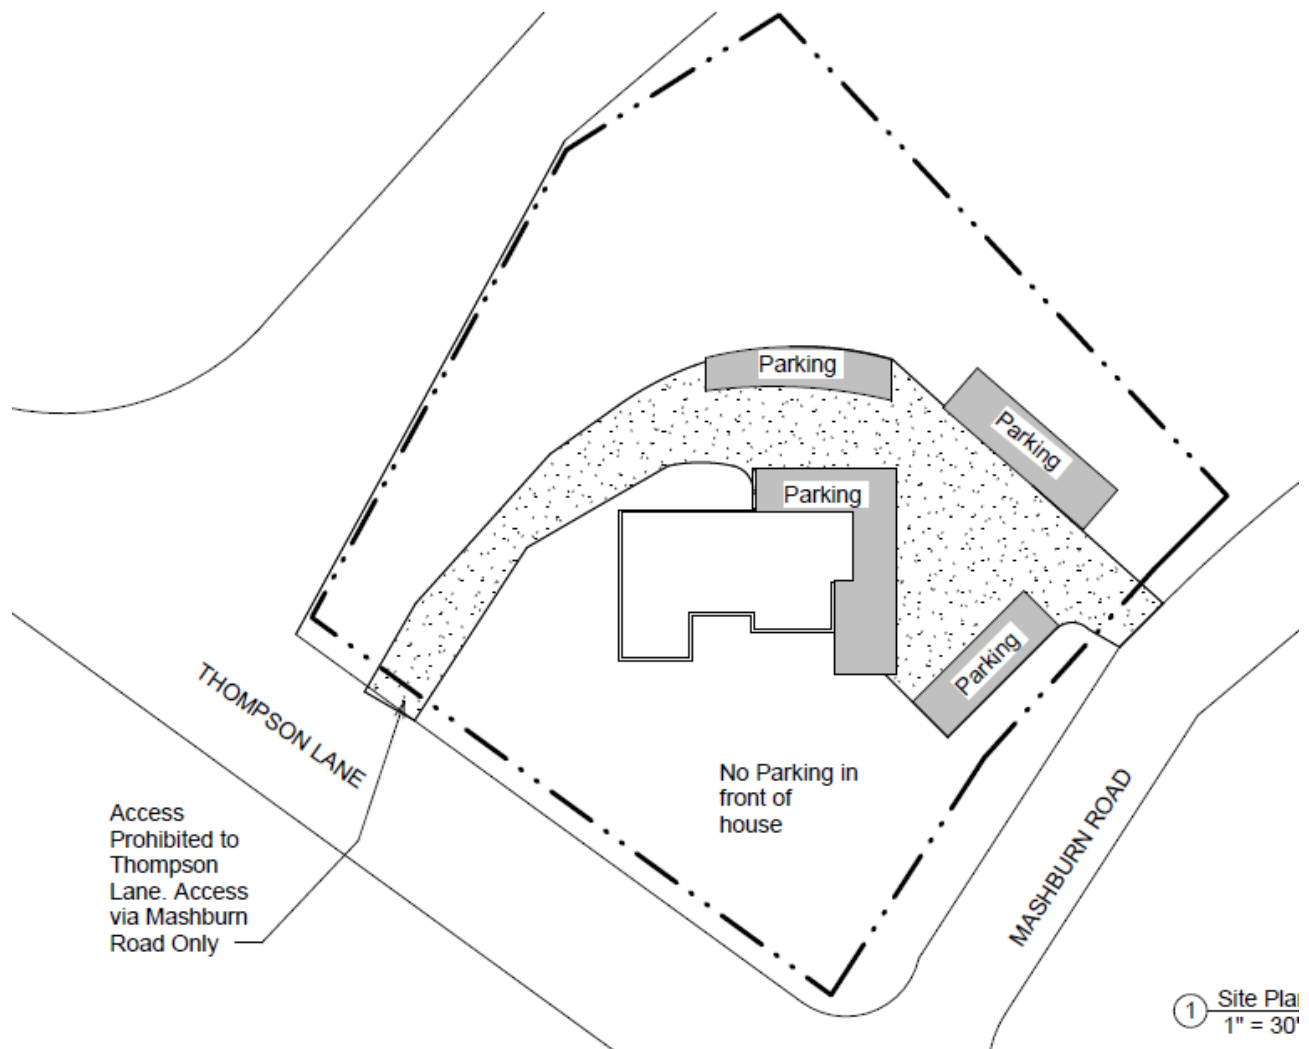 Parking
Parking
Parking
Parking
THOMPSON LANE
No Parking in
front of
house
MASHBURN ROAD
Access
Prohibited to
Thompson
Lane. Access
via Mashburn
Road Only
1
Site Plan
1" = 30'